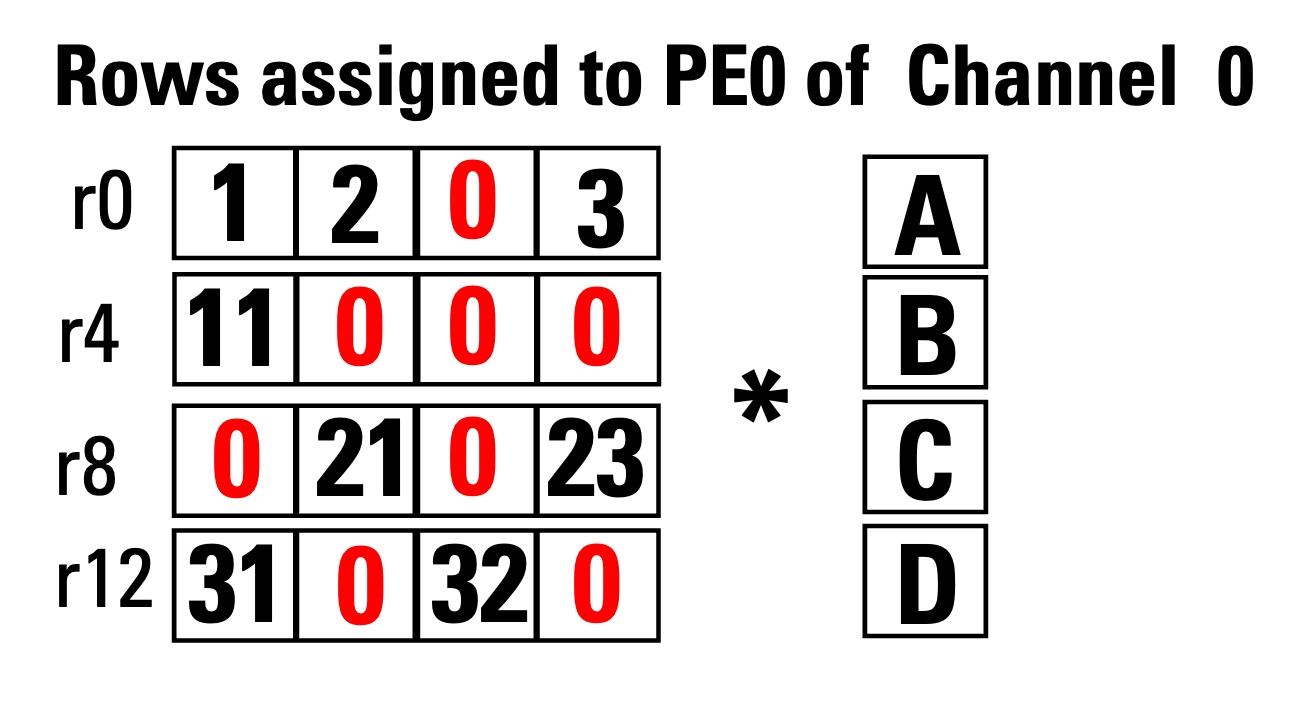 Rows assigned to PE0 of Channel 0
r0 1 2 0 3 A
r4 11 0 0 0 B
*
r8 0 21 0 23 C
r12 31 0 32 0 D